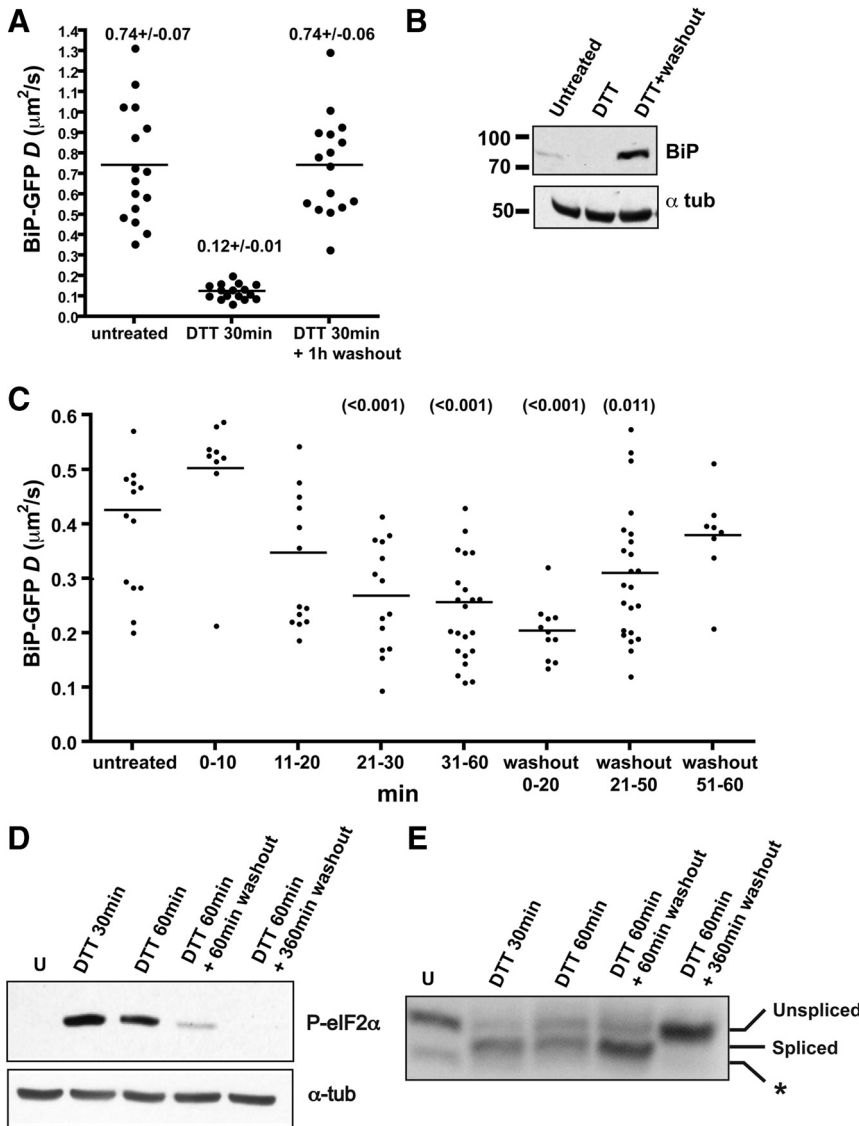 A
BiP-GFP D (μm²/s)
1.4
1.3
1.2
1.1
1.0
0.9
0.8
0.7
0.6
0.5
0.4
0.3
0.2
0.1
0.0
0.74+/-0.07
0.12+/-0.01
0.74+/-0.06
untreated
DTT 30min
DTT 30min
+ 1h washout
B
Untreated
DTT
DTT+washout
100
70
50
BiP
α tub
C
BiP-GFP D (μm²/s)
0.6
0.5
0.4
0.3
0.2
0.1
0.0
(<0.001)
(<0.001)
(<0.001)
(0.011)
untreated
0-10
11-20
21-30
31-60
washout
0-20
washout
21-50
washout
51-60
min
D
U
DTT 30min
DTT 60min
DTT 60min
+ 60min washout
DTT 60min
+ 360min washout
P-eIF2α
α-tub
E
U
DTT 30min
DTT 60min
DTT 60min
+ 60min washout
DTT 60min
+ 360min washout
Unspliced
Spliced
*